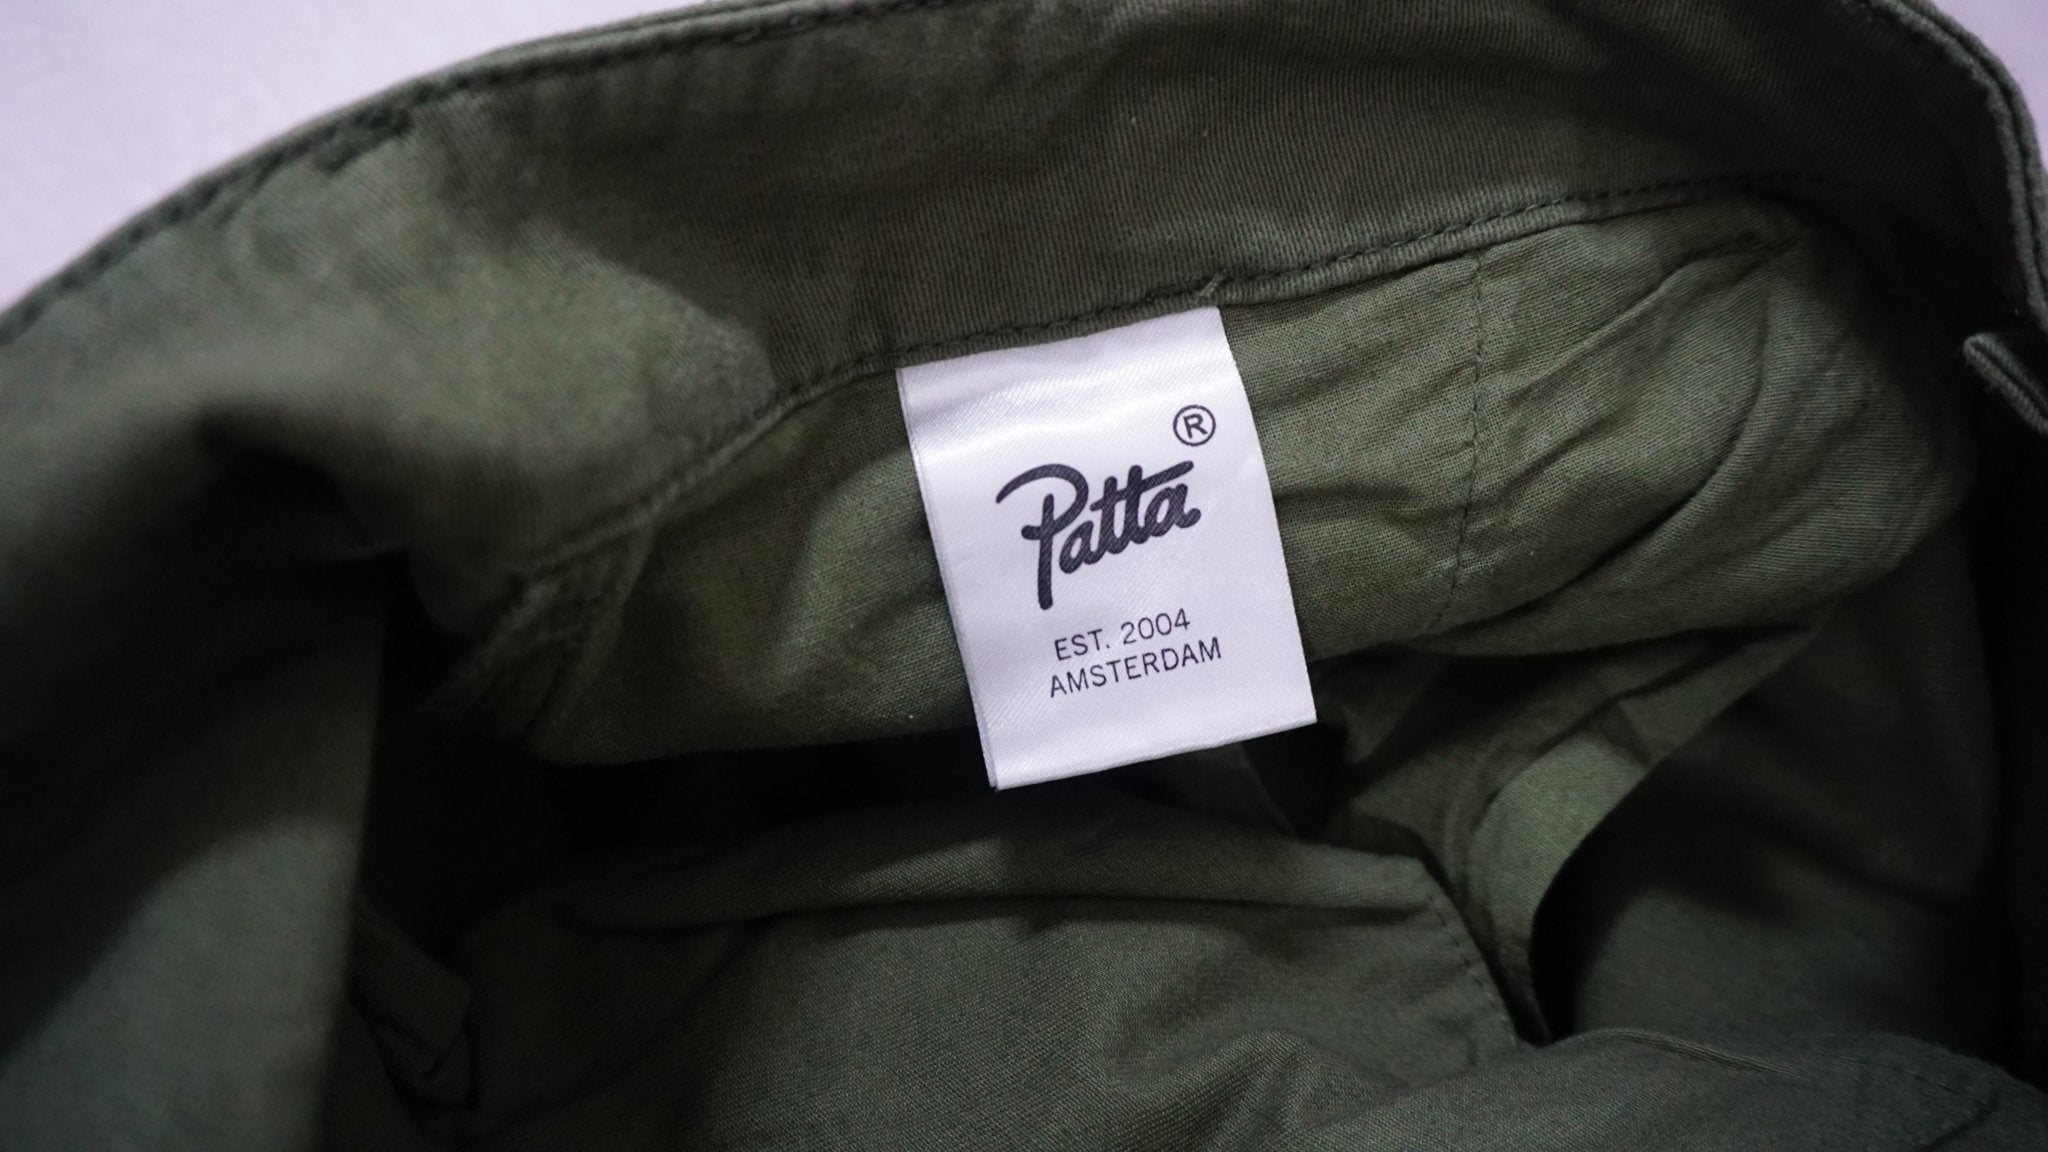 ®
Patta
EST. 2004
AMSTERDAM